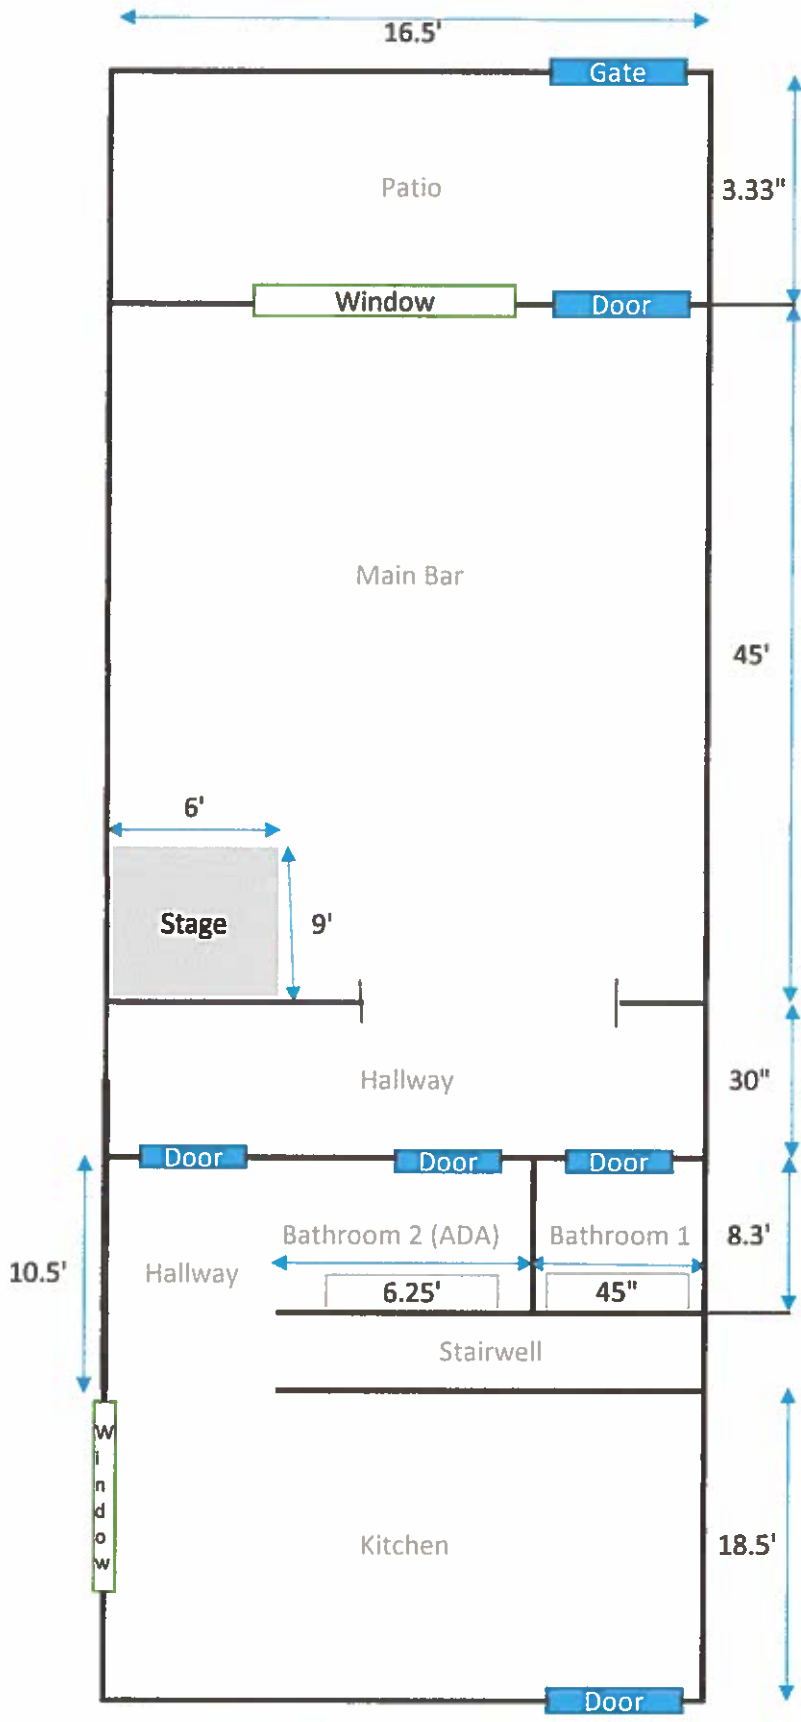 16.5'
Gate
Patio
3.33"
Window
Door
Main Bar
45'
6'
Stage
9'
Hallway
30"
Door
Door
Door
Bathroom 2 (ADA)
Bathroom 1
8.3'
10.5'
Hallway
6.25'
45"
Stairwell
Window
Kitchen
18.5'
Door